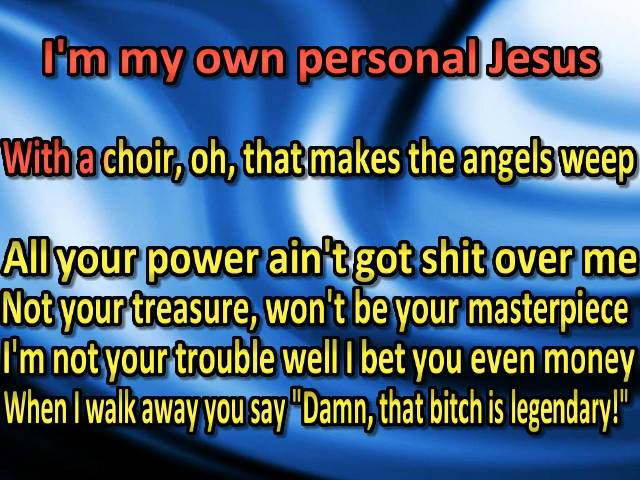 I'm my own personal Jesus
With a choir, oh, that makes the angels weep
All your power ain't got shit over me
Not your treasure, won't be your masterpiece
I'm not your trouble well I bet you even money
When I walk away you say "Damn, that bitch is legendary!"